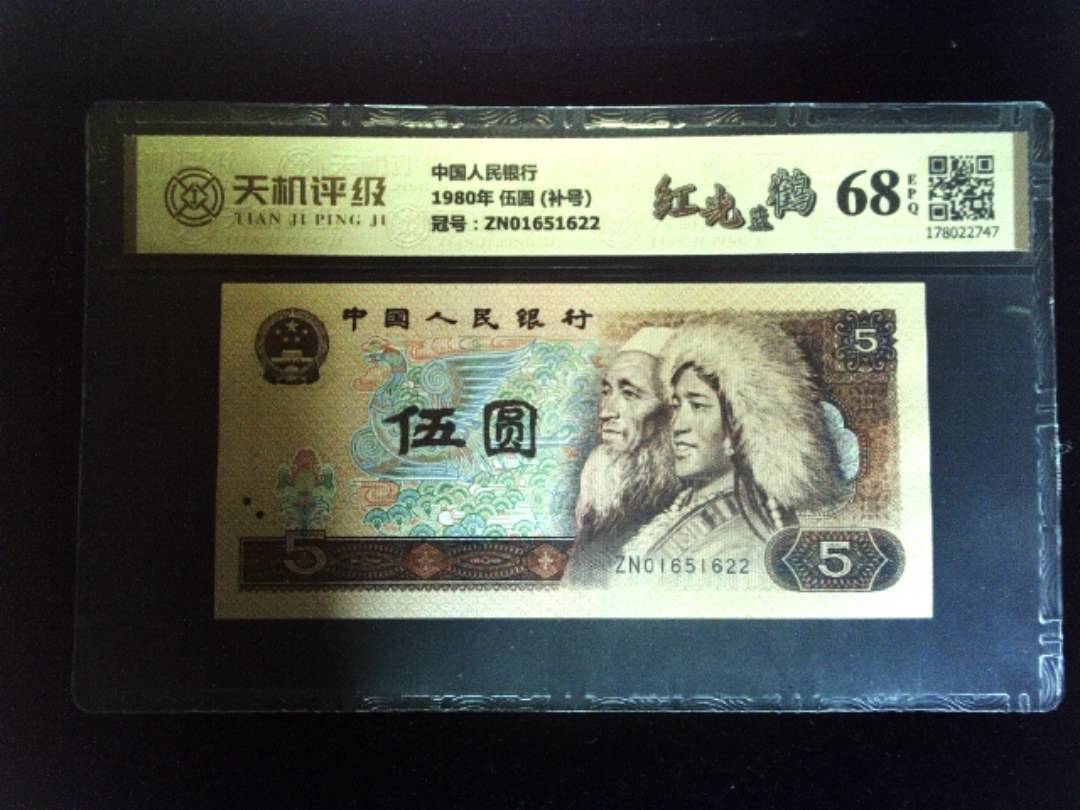 天机评级
TIAN JI PING JI
中国人民银行
1980年 伍圆 (补号)
冠号：ZN01651622
红光蓝鹤
68
EPQ
178022747
中国人民银行
5
伍圆
5
ZN01651622
5